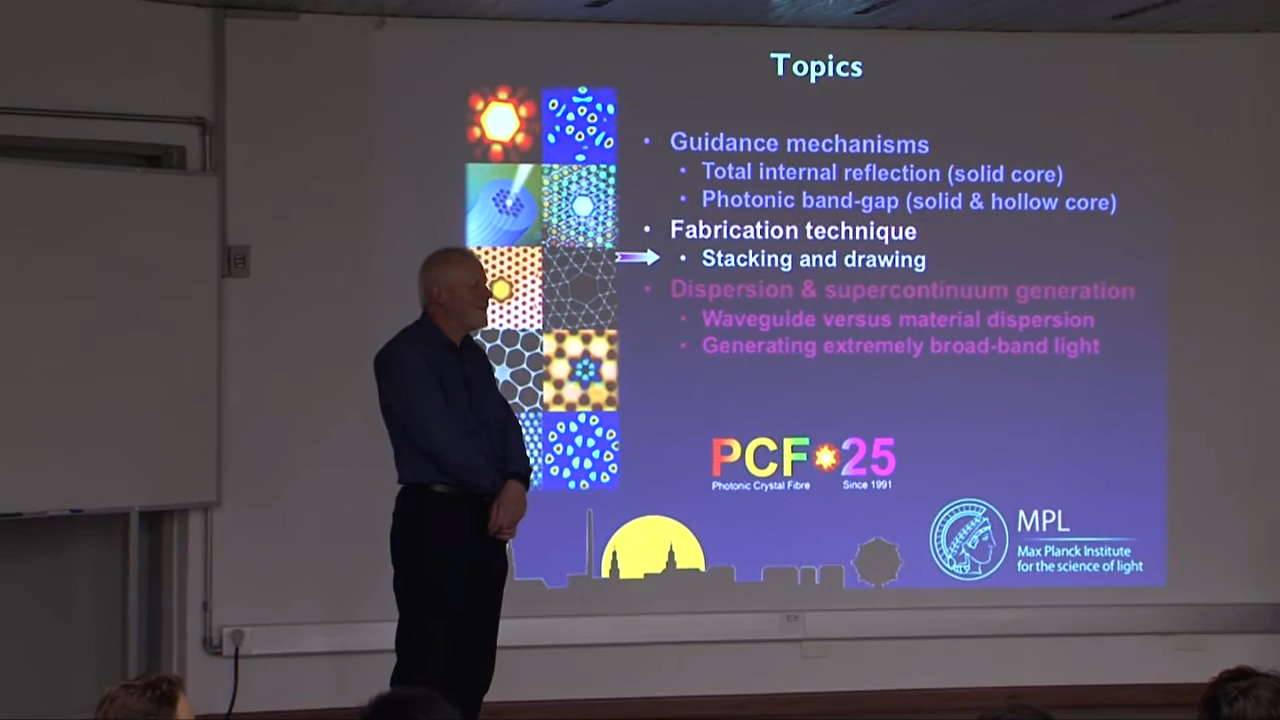 Topics
• Guidance mechanisms
• Total internal reflection (solid core)
• Photonic band-gap (solid & hollow core)
• Fabrication technique
• Stacking and drawing
• Dispersion & supercontinuum generation
• Waveguide versus material dispersion
• Generating extremely broad-band light
PCF 25
Photonic Crystal Fibre Since 1991
MPL
Max Planck Institute
for the science of light